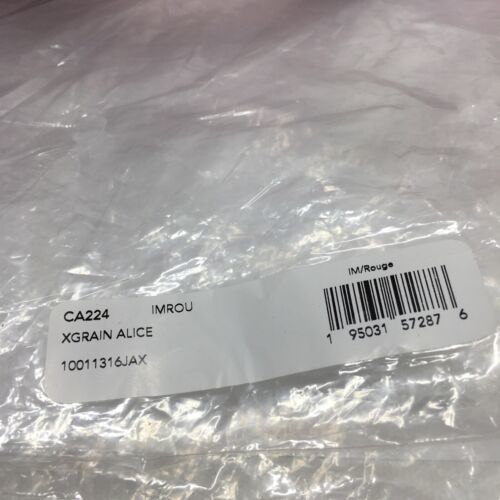 CA224 IMROU
XGRAIN ALICE
10011316JAX
IM/Rouge
1 95031 57287 6